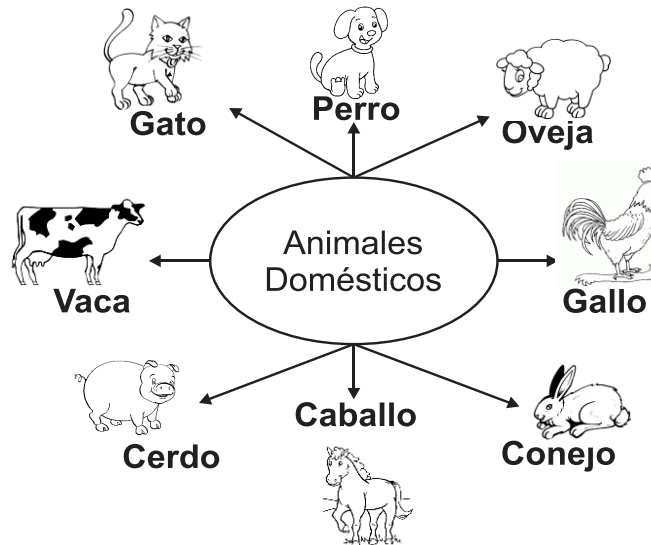 Gato
Perro
Oveja
Vaca
Animales
Domésticos
Gallo
Cerdo
Caballo
Conejo